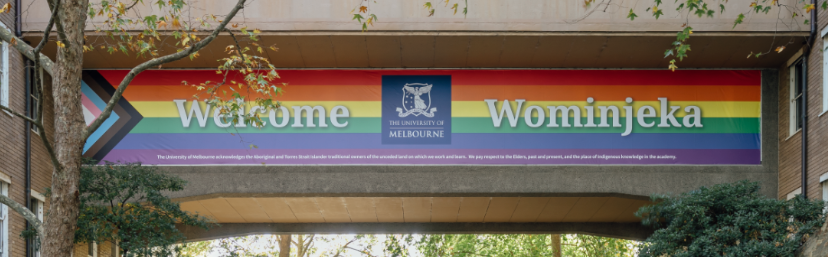 Welcome
THE UNIVERSITY OF
MELBOURNE
Wominjeka
The University of Melbourne acknowledges the Aboriginal and Torres Strait Islander traditional owners of the unceded land on which we work and learn. We pay respect to the Elders, past and present, and the place of Indigenous knowledge in the academy.